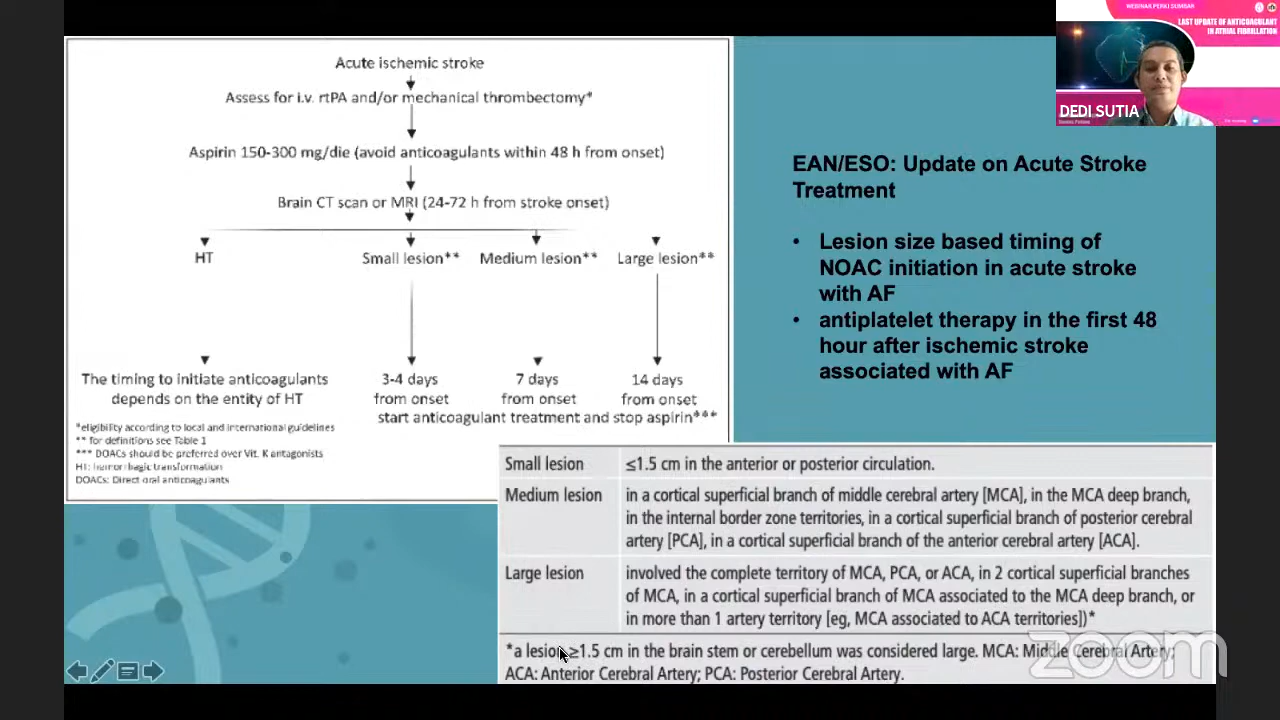 Acute ischemic stroke
Assess for i.v. rtPA and/or mechanical thrombectomy*
Aspirin 150-300 mg/die (avoid anticoagulants within 48 h from onset)
Brain CT scan or MRI (24-72 h from stroke onset)
HT Small lesion** Medium lesion** Large lesion**
The timing to initiate anticoagulants
depends on the entity of HT
3-4 days 7 days 14 days
from onset from onset from onset
start anticoagulant treatment and stop aspirin***
*eligibility according to local and international guidelines
** for definitions see Table 1
*** DOACs should be preferred over Vit. K antagonists
HT: hemorrhagic transformation
DOACs: Direct oral anticoagulants
WEBINAR PERKI SUMBAR
LAST UPDATE OF ANTICOAGULANT
IN ATRIAL FIBRILLATION
DEDI SUTIA
EAN/ESO: Update on Acute Stroke
Treatment
• Lesion size based timing of
NOAC initiation in acute stroke
with AF
• antiplatelet therapy in the first 48
hour after ischemic stroke
associated with AF
Small lesion ≤1.5 cm in the anterior or posterior circulation.
Medium lesion in a cortical superficial branch of middle cerebral artery [MCA], in the MCA deep branch,
in the internal border zone territories, in a cortical superficial branch of posterior cerebral
artery [PCA], in a cortical superficial branch of the anterior cerebral artery [ACA].
Large lesion involved the complete territory of MCA, PCA, or ACA, in 2 cortical superficial branches
of MCA, in a cortical superficial branch of MCA associated to the MCA deep branch, or
in more than 1 artery territory [eg, MCA associated to ACA territories])*
*a lesion ≥1.5 cm in the brain stem or cerebellum was considered large. MCA: Middle Cerebral Artery;
ACA: Anterior Cerebral Artery; PCA: Posterior Cerebral Artery.
zoom